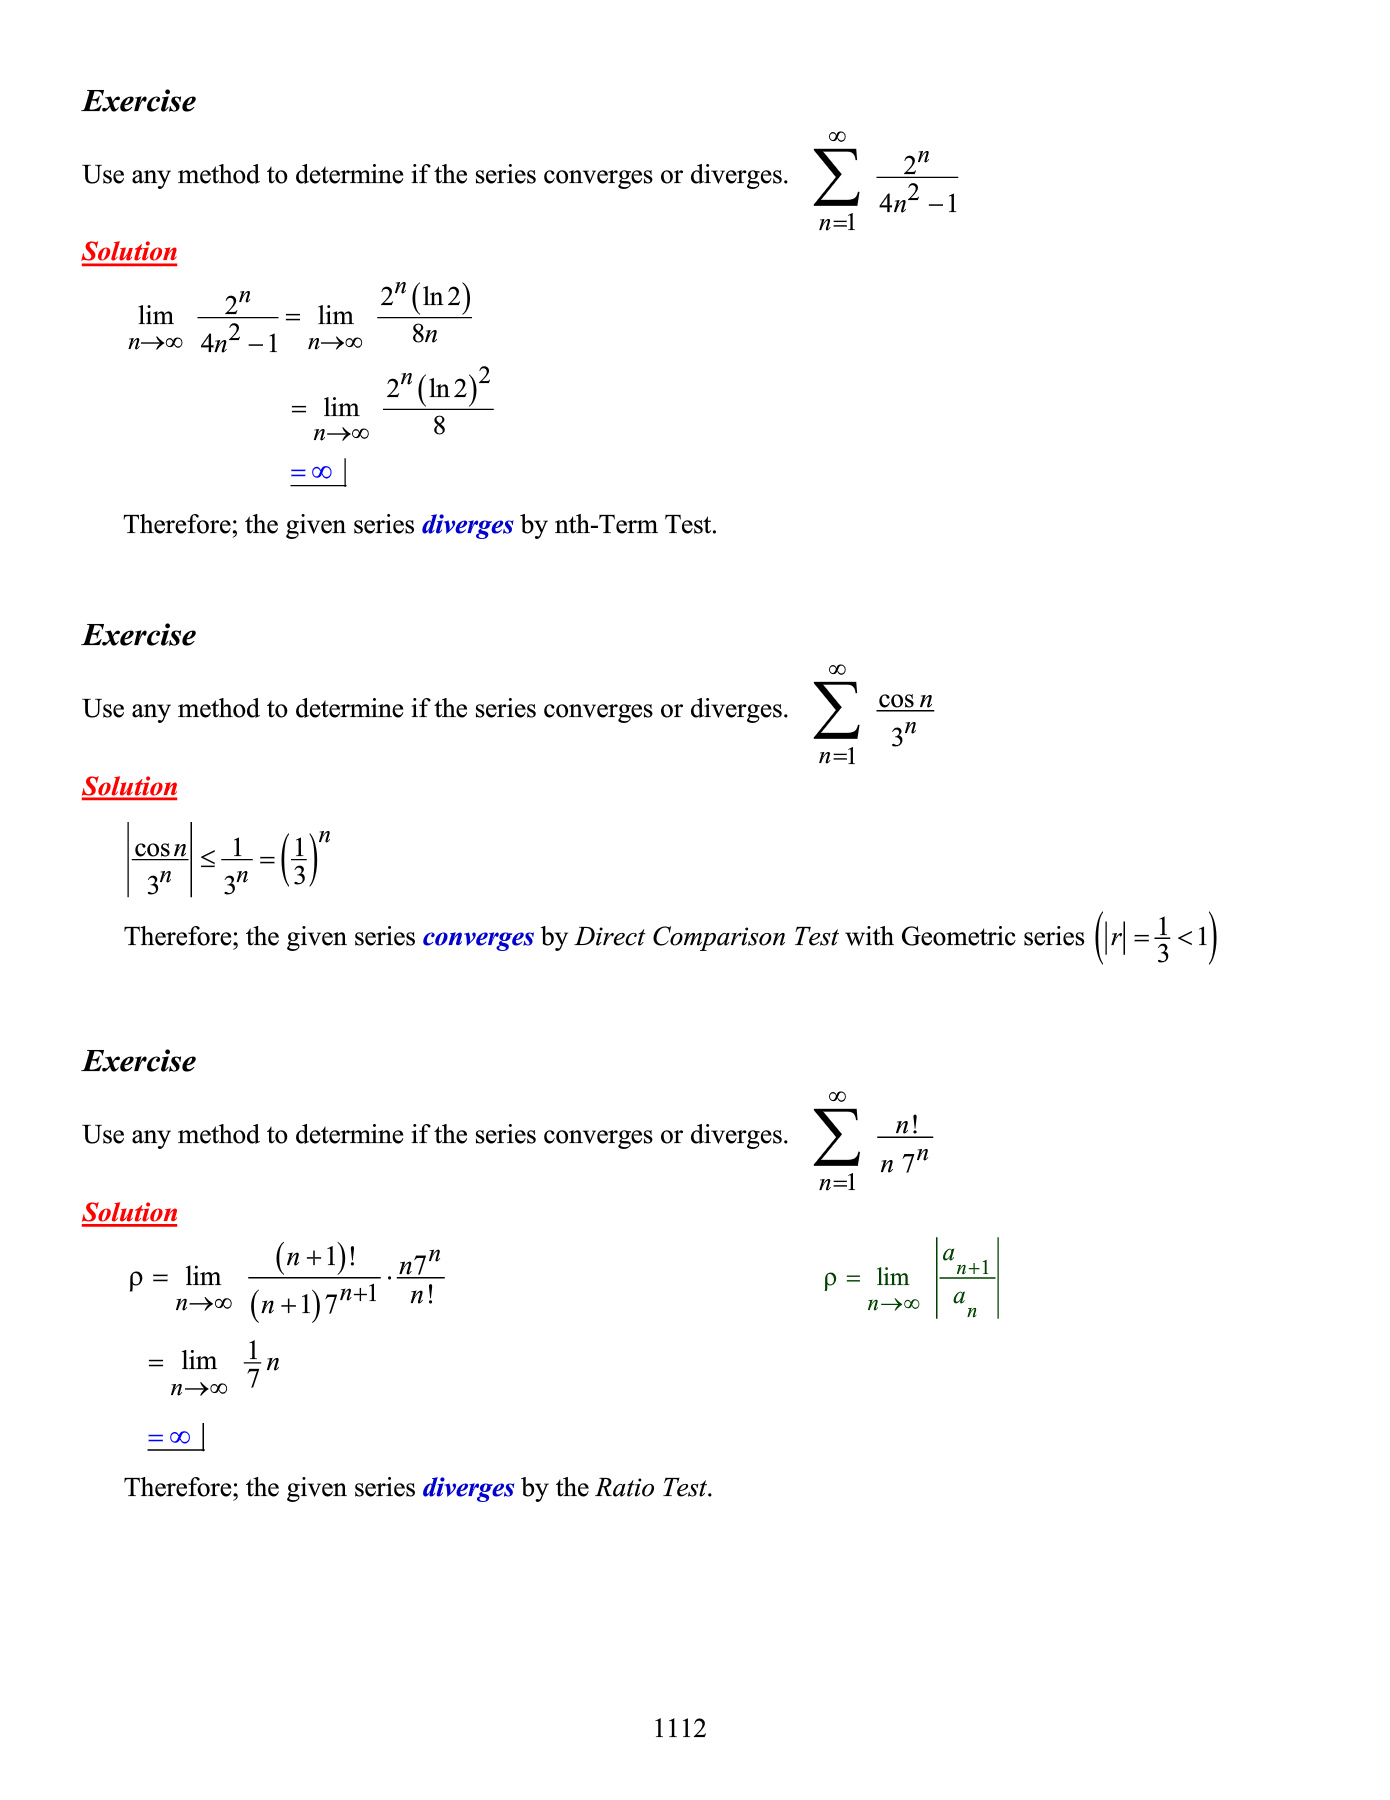 Exercise
Use any method to determine if the series converges or diverges. $\sum_{n=1}^{\infty} \frac{2^n}{4n^2-1}$
Solution
$\lim_{n\to\infty} \frac{2^n}{4n^2-1} = \lim_{n\to\infty} \frac{2^n(\ln 2)}{8n}$
$= \lim_{n\to\infty} \frac{2^n(\ln 2)^2}{8}$
$= \infty$ |
Therefore; the given series diverges by nth-Term Test.
Exercise
Use any method to determine if the series converges or diverges. $\sum_{n=1}^{\infty} \frac{\cos n}{3^n}$
Solution
$\left|\frac{\cos n}{3^n}\right| \leq \frac{1}{3^n} = \left(\frac{1}{3}\right)^n$
Therefore; the given series converges by Direct Comparison Test with Geometric series $\left(|r| = \frac{1}{3} < 1\right)$
Exercise
Use any method to determine if the series converges or diverges. $\sum_{n=1}^{\infty} \frac{n!}{n\,7^n}$
Solution
$\rho = \lim_{n\to\infty} \frac{(n+1)!}{(n+1)7^{n+1}} \cdot \frac{n7^n}{n!}$ $\rho = \lim_{n\to\infty} \left|\frac{a_{n+1}}{a_n}\right|$
$= \lim_{n\to\infty} \frac{1}{7}n$
$= \infty$ |
Therefore; the given series diverges by the Ratio Test.
1112